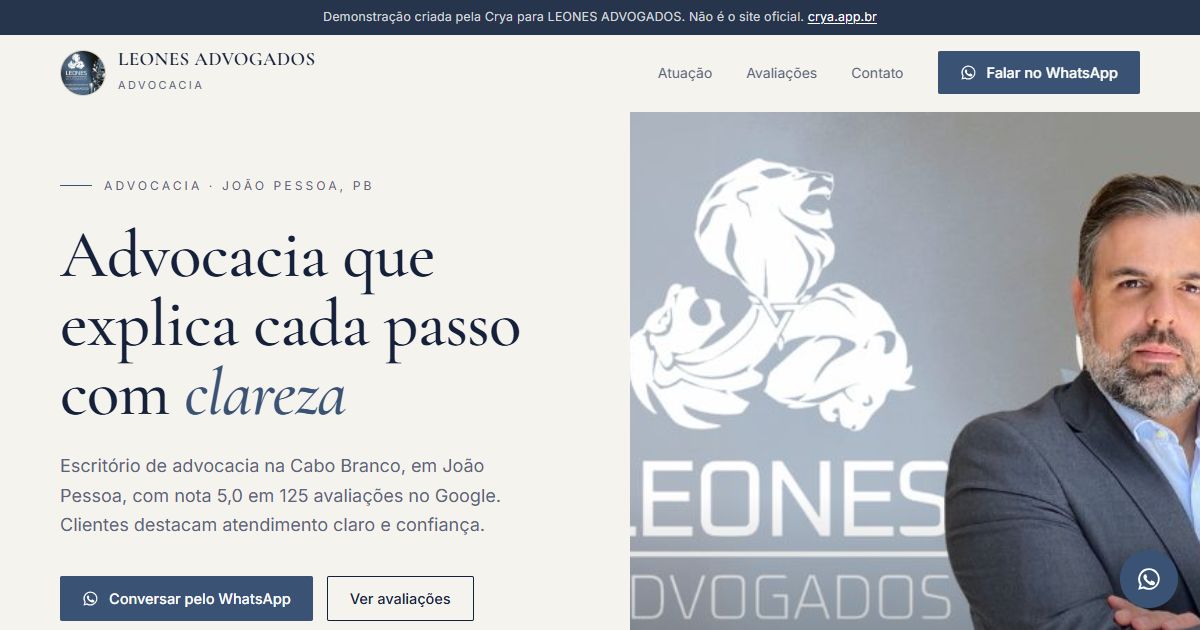 Demonstração criada pela Crya para LEONES ADVOGADOS. Não é o site oficial. crya.app.br
LEONES ADVOGADOS
ADVOCACIA
Atuação
Avaliações
Contato
Falar no WhatsApp
ADVOCACIA · JOÃO PESSOA, PB
Advocacia que
explica cada passo
com clareza
Escritório de advocacia na Cabo Branco, em João
Pessoa, com nota 5,0 em 125 avaliações no Google.
Clientes destacam atendimento claro e confiança.
Conversar pelo WhatsApp
Ver avaliações
LEONES
ADVOGADOS